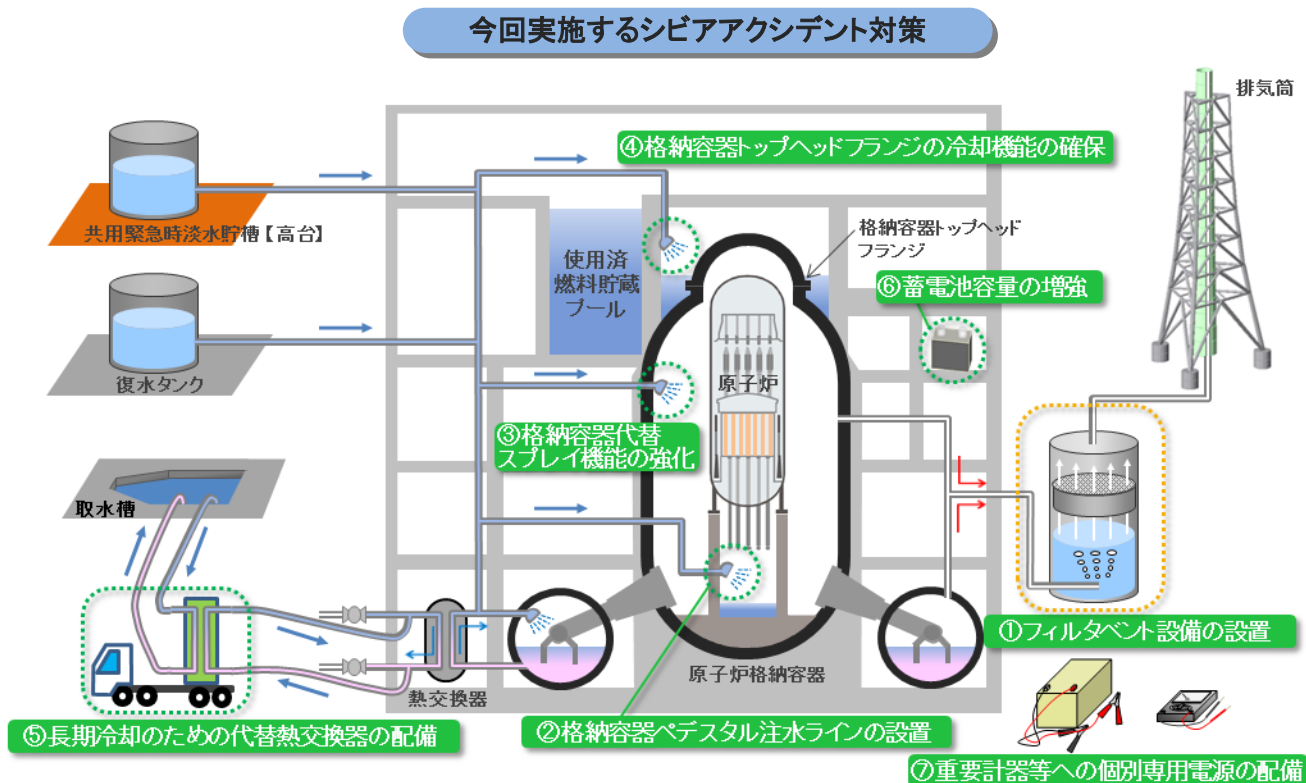 今回実施するシビアアクシデント対策
排気筒
④格納容器トップヘッドフランジの冷却機能の確保
共用緊急時淡水貯槽【高台】
格納容器トップヘッド
フランジ
使用済
燃料貯蔵
プール
⑥蓄電池容量の増強
復水タンク
原子炉
③格納容器代替
スプレイ機能の強化
取水槽
①フィルタベント設備の設置
原子炉格納容器
熱交換器
②格納容器ペデスタル注水ラインの設置
⑤長期冷却のための代替熱交換器の配備
⑦重要計器等への個別専用電源の配備